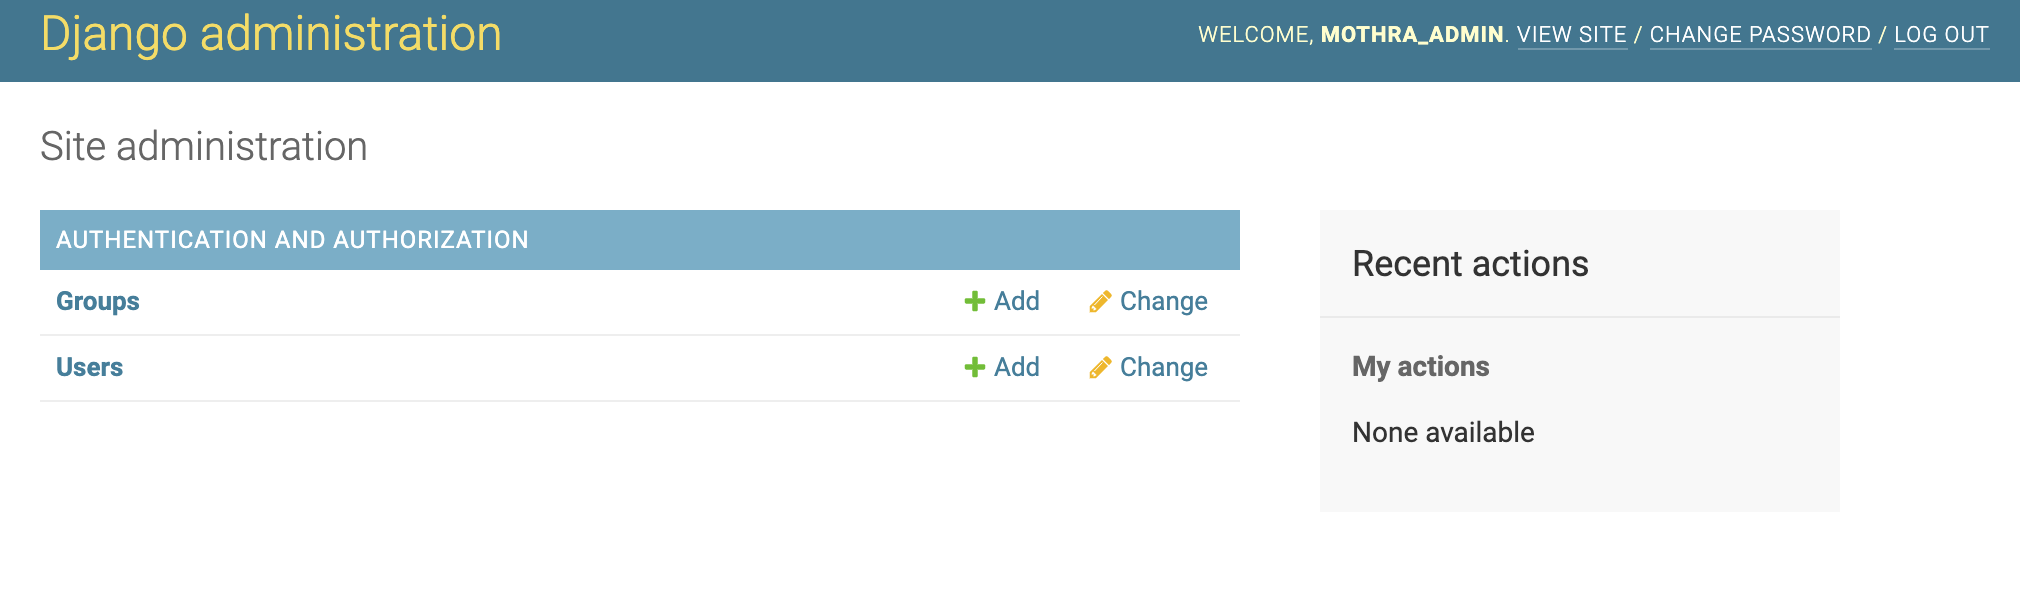 Django administration
WELCOME, MOTHRA_ADMIN. VIEW SITE / CHANGE PASSWORD / LOG OUT
Site administration
AUTHENTICATION AND AUTHORIZATION
Groups Add Change
Users Add Change
Recent actions
My actions
None available